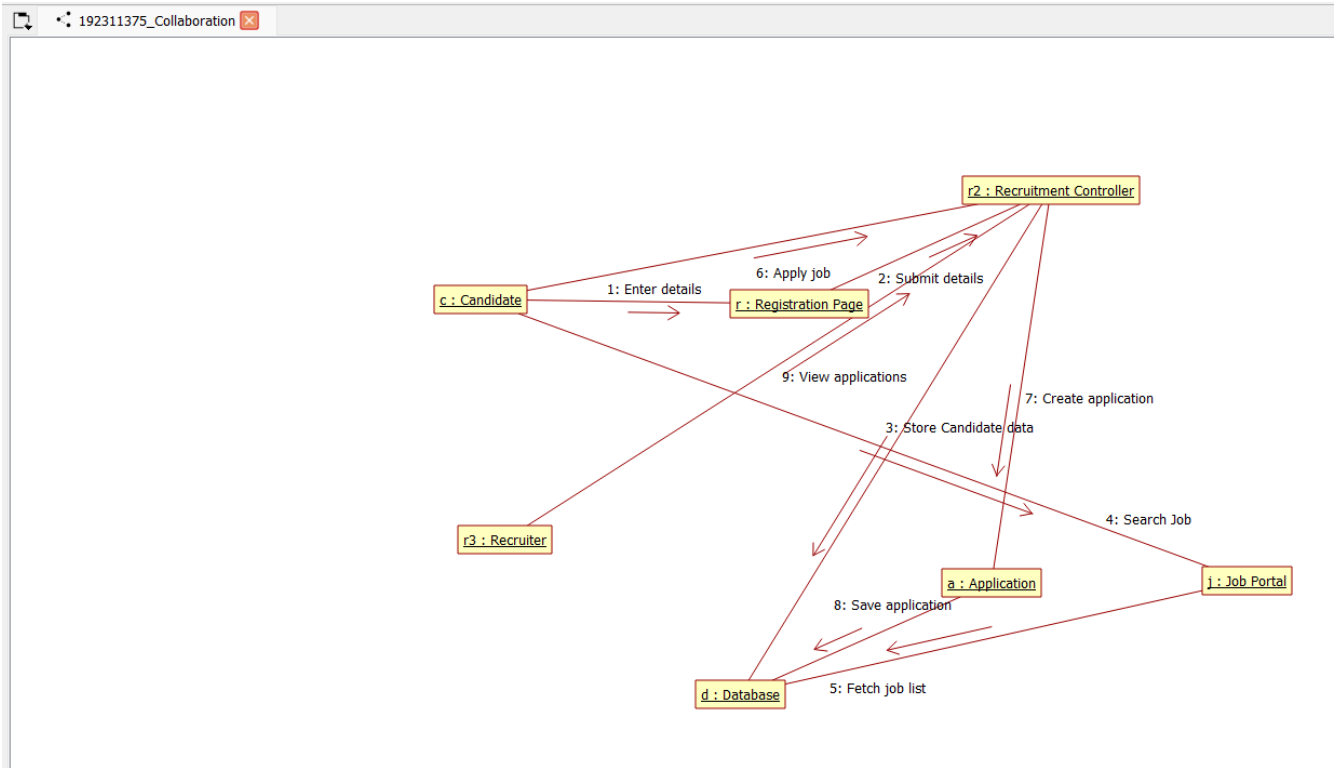 192311375_Collaboration
r2 : Recruitment Controller
6: Apply job
2: Submit details
c : Candidate
1: Enter details
r : Registration Page
9: View applications
7: Create application
3: Store Candidate data
4: Search Job
r3 : Recruiter
a : Application
j : Job Portal
8: Save application
d : Database
5: Fetch job list